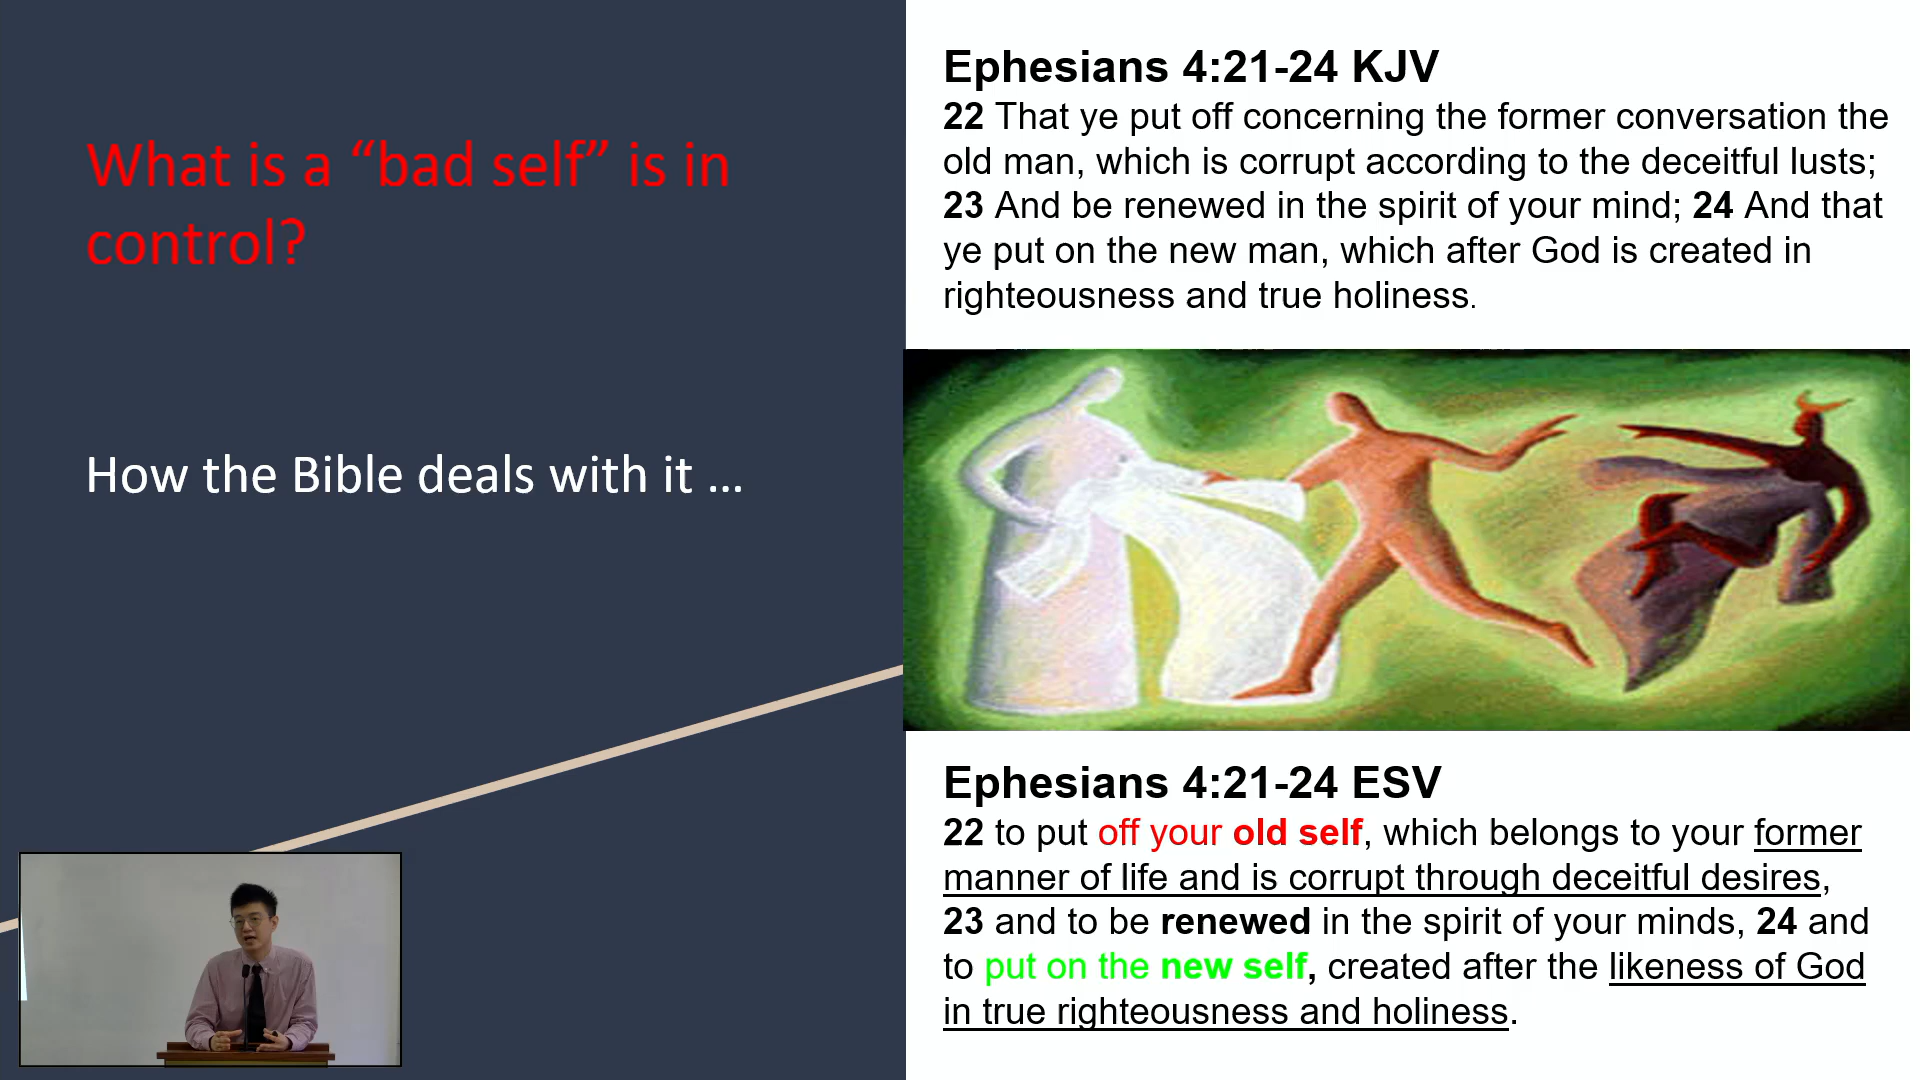 What is a “bad self” is in
control?
How the Bible deals with it ...
Ephesians 4:21-24 KJV
22 That ye put off concerning the former conversation the
old man, which is corrupt according to the deceitful lusts;
23 And be renewed in the spirit of your mind; 24 And that
ye put on the new man, which after God is created in
righteousness and true holiness.
Ephesians 4:21-24 ESV
22 to put off your old self, which belongs to your former
manner of life and is corrupt through deceitful desires,
23 and to be renewed in the spirit of your minds, 24 and
to put on the new self, created after the likeness of God
in true righteousness and holiness.